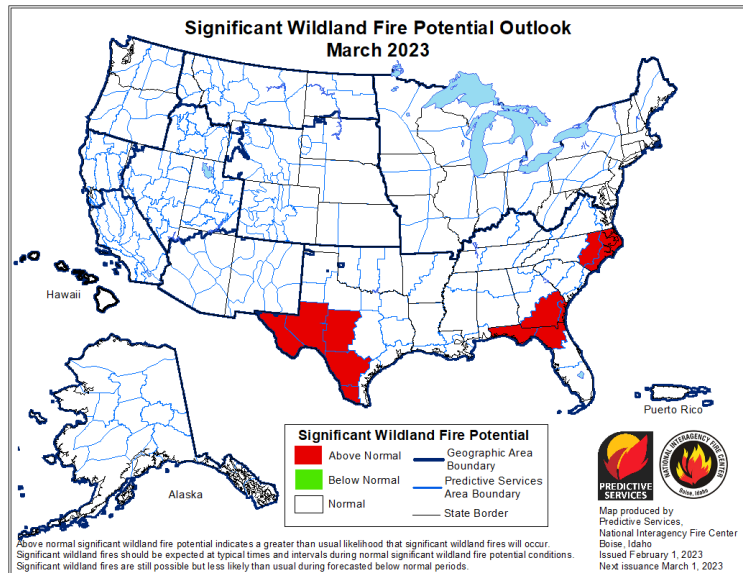 Significant Wildland Fire Potential Outlook
March 2023
Hawaii
Puerto Rico
Alaska
Significant Wildland Fire Potential
Above Normal
Below Normal
Normal
Geographic Area
Boundary
Predictive Services
Area Boundary
State Border
PREDICTIVE
SERVICES
NATIONAL INTERAGENCY FIRE CENTER
Boise, Idaho
Map produced by
Predictive Services,
National Interagency Fire Center
Boise, Idaho
Issued February 1, 2023
Next issuance March 1, 2023
Above normal significant wildland fire potential indicates a greater than usual likelihood that significant wildland fires will occur.
Significant wildland fires should be expected at typical times and intervals during normal significant wildland fire potential conditions.
Significant wildland fires are still possible but less likely than usual during forecasted below normal periods.